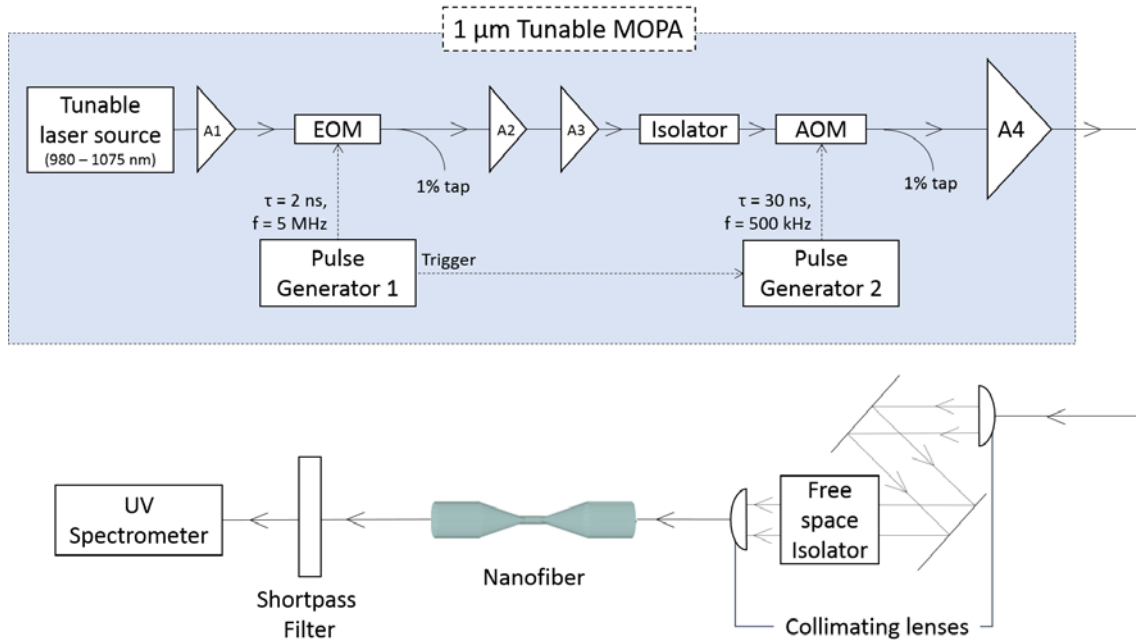 1 µm Tunable MOPA
Tunable
laser source
(980 – 1075 nm)
A1
EOM
1% tap
A2
A3
Isolator
AOM
1% tap
A4
τ = 2 ns,
f = 5 MHz
τ = 30 ns,
f = 500 kHz
Pulse
Generator 1
Trigger
Pulse
Generator 2
UV
Spectrometer
Shortpass
Filter
Nanofiber
Free
space
Isolator
Collimating lenses